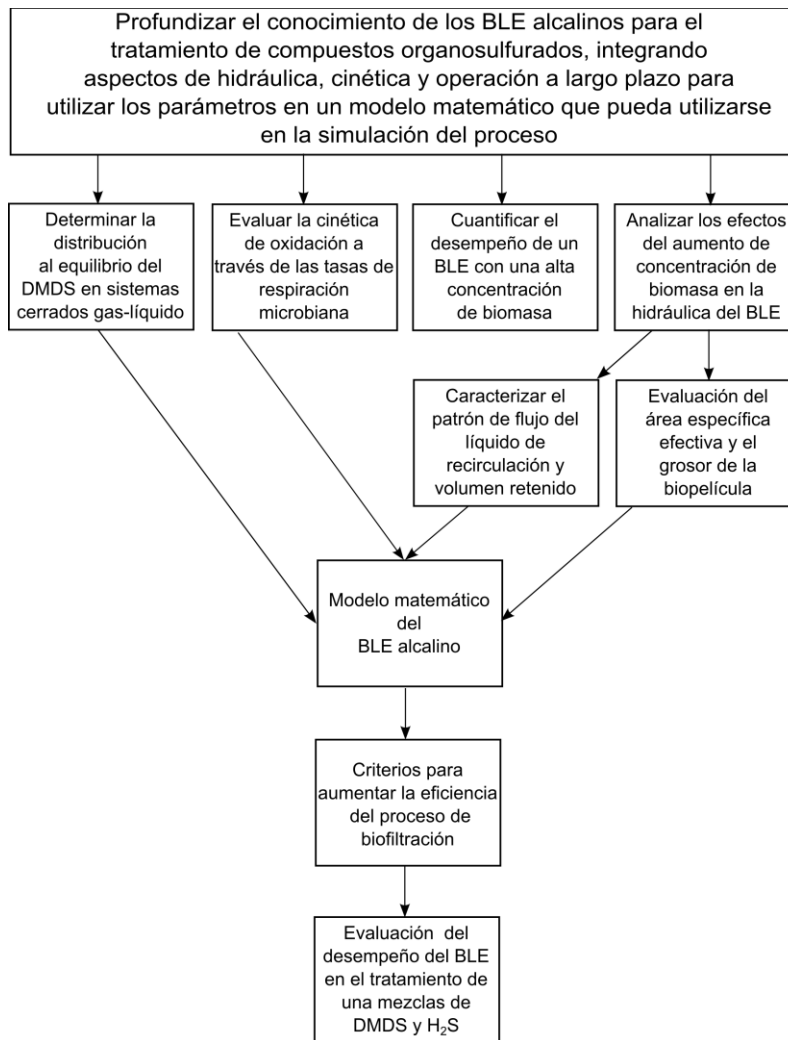 Profundizar el conocimiento de los BLE alcalinos para el
tratamiento de compuestos organosulfurados, integrando
aspectos de hidráulica, cinética y operación a largo plazo para
utilizar los parámetros en un modelo matemático que pueda utilizarse
en la simulación del proceso
Determinar la
distribución
al equilibrio del
DMDS en sistemas
cerrados gas-líquido
Evaluar la cinética
de oxidación a
través de las tasas de
respiración
microbiana
Cuantificar el
desempeño de un
BLE con una alta
concentración
de biomasa
Analizar los efectos
del aumento de
concentración de
biomasa en la
hidráulica del BLE
Caracterizar el
patrón de flujo del
líquido de
recirculación y
volumen retenido
Evaluación del
área específica
efectiva y el
grosor de la
biopelícula
Modelo matemático
del
BLE alcalino
Criterios para
aumentar la eficiencia
del proceso de
biofiltración
Evaluación del
desempeño del BLE
en el tratamiento de
una mezclas de
DMDS y H₂S